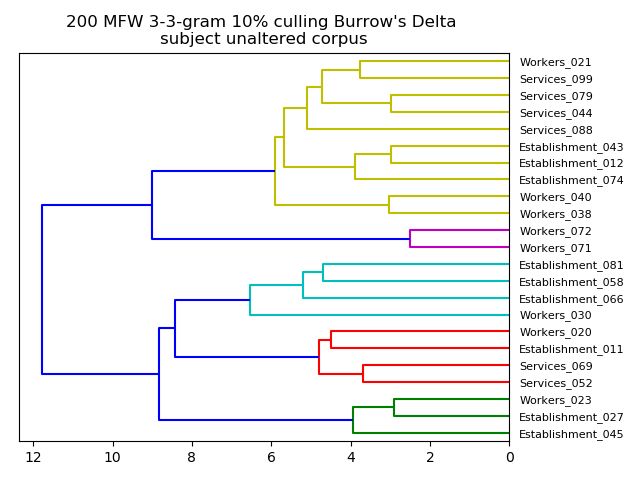 200 MFW 3-3-gram 10% culling Burrow's Delta
subject unaltered corpus
Workers_021
Services_099
Services_079
Services_044
Services_088
Establishment_043
Establishment_012
Establishment_074
Workers_040
Workers_038
Workers_072
Workers_071
Establishment_081
Establishment_058
Establishment_066
Workers_030
Workers_020
Establishment_011
Services_069
Services_052
Workers_023
Establishment_027
Establishment_045
12 10 8 6 4 2 0